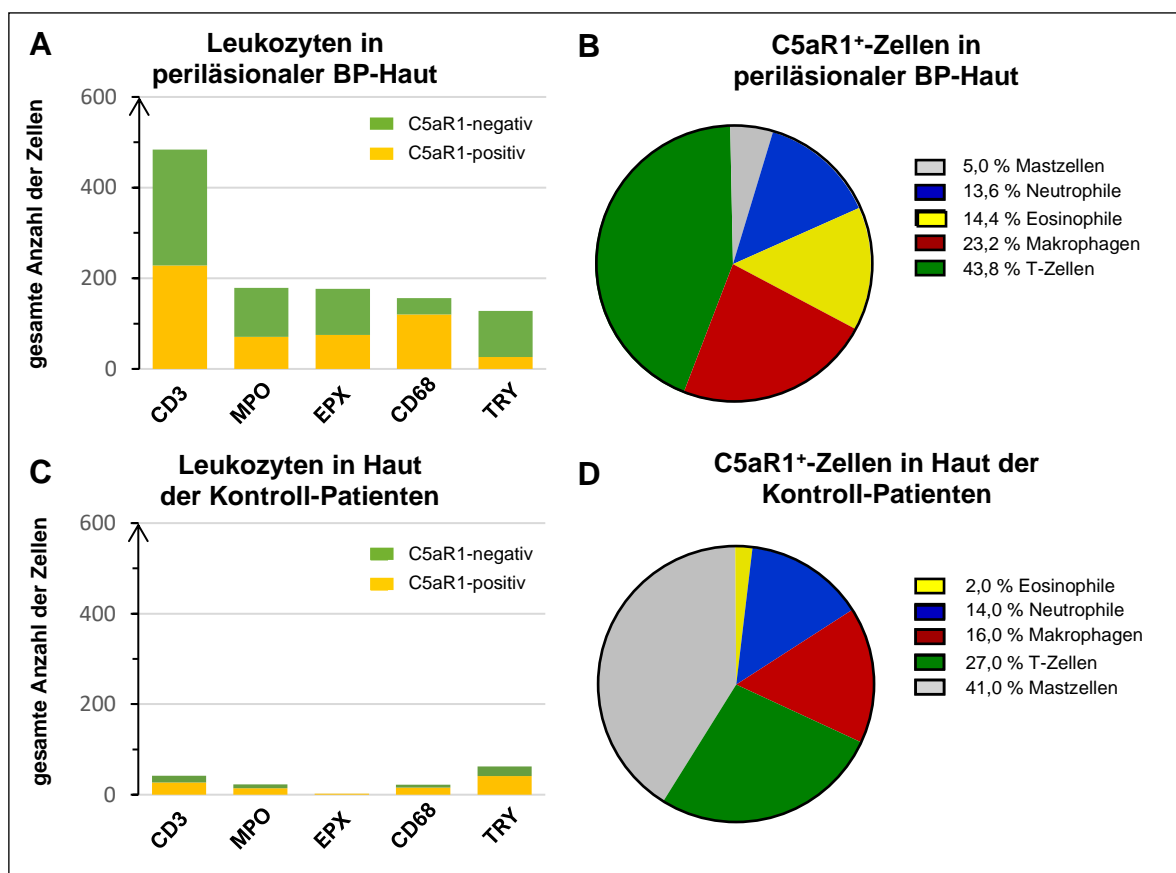 A
Leukozyten in
periläsionaler BP-Haut
gesamte Anzahl der Zellen
600
400
200
0
C5aR1-negativ
C5aR1-positiv
CD3
MPO
EPX
CD68
TRY
B
C5aR1⁺-Zellen in
periläsionaler BP-Haut
5,0 % Mastzellen
13,6 % Neutrophile
14,4 % Eosinophile
23,2 % Makrophagen
43,8 % T-Zellen
C
Leukozyten in Haut
der Kontroll-Patienten
gesamte Anzahl der Zellen
600
400
200
0
C5aR1-negativ
C5aR1-positiv
CD3
MPO
EPX
CD68
TRY
D
C5aR1⁺-Zellen in Haut der
Kontroll-Patienten
2,0 % Eosinophile
14,0 % Neutrophile
16,0 % Makrophagen
27,0 % T-Zellen
41,0 % Mastzellen